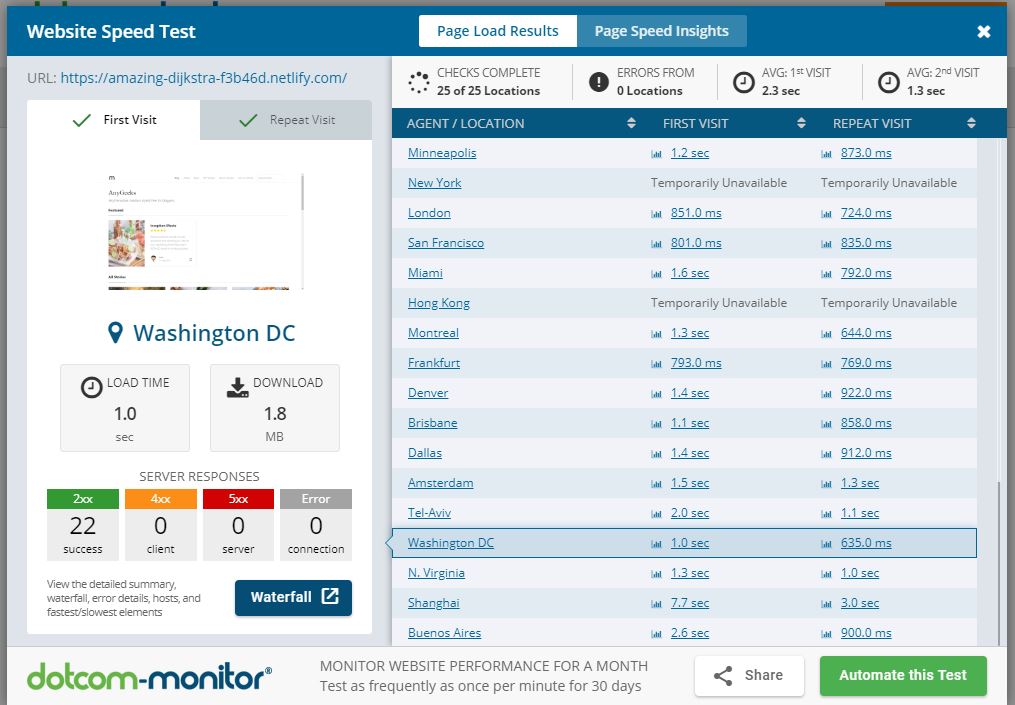 Website Speed Test
Page Load Results
Page Speed Insights
URL: https://amazing-dijkstra-f3b46d.netlify.com/
CHECKS COMPLETE
25 of 25 Locations
ERRORS FROM
0 Locations
AVG: 1st VISIT
2.3 sec
AVG: 2nd VISIT
1.3 sec
First Visit
Repeat Visit
AnyGeeks
Featured
All Stories
Washington DC
LOAD TIME
1.0
sec
DOWNLOAD
1.8
MB
SERVER RESPONSES
2xx 4xx 5xx Error
22 0 0 0
success client server connection
View the detailed summary,
waterfall, error details, hosts, and
fastest/slowest elements
Waterfall
AGENT / LOCATION FIRST VISIT REPEAT VISIT
Minneapolis 1.2 sec 873.0 ms
New York Temporarily Unavailable Temporarily Unavailable
London 851.0 ms 724.0 ms
San Francisco 801.0 ms 835.0 ms
Miami 1.6 sec 792.0 ms
Hong Kong Temporarily Unavailable Temporarily Unavailable
Montreal 1.3 sec 644.0 ms
Frankfurt 793.0 ms 769.0 ms
Denver 1.4 sec 922.0 ms
Brisbane 1.1 sec 858.0 ms
Dallas 1.4 sec 912.0 ms
Amsterdam 1.5 sec 1.3 sec
Tel-Aviv 2.0 sec 1.1 sec
Washington DC 1.0 sec 635.0 ms
N. Virginia 1.3 sec 1.0 sec
Shanghai 7.7 sec 3.0 sec
Buenos Aires 2.6 sec 900.0 ms
dotcom-monitor®
MONITOR WEBSITE PERFORMANCE FOR A MONTH
Test as frequently as once per minute for 30 days
Share
Automate this Test